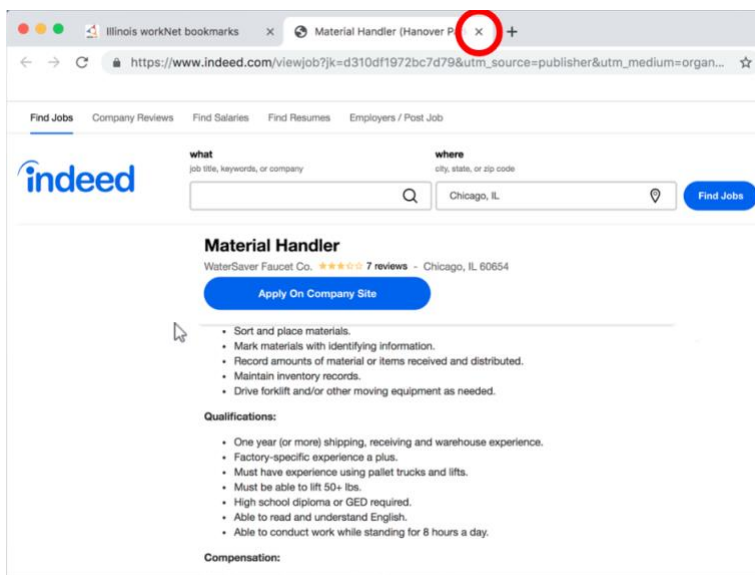 Illinois workNet bookmarks
Material Handler (Hanover P
https://www.indeed.com/viewjob?jk=d310df1972bc7d79&utm_source=publisher&utm_medium=organ...
Find Jobs Company Reviews Find Salaries Find Resumes Employers / Post Job
indeed
what
job title, keywords, or company
where
city, state, or zip code
Chicago, IL
Find Jobs
Material Handler
WaterSaver Faucet Co. 7 reviews - Chicago, IL 60654
Apply On Company Site
• Sort and place materials.
• Mark materials with identifying information.
• Record amounts of material or items received and distributed.
• Maintain inventory records.
• Drive forklift and/or other moving equipment as needed.
Qualifications:
• One year (or more) shipping, receiving and warehouse experience.
• Factory-specific experience a plus.
• Must have experience using pallet trucks and lifts.
• Must be able to lift 50+ lbs.
• High school diploma or GED required.
• Able to read and understand English.
• Able to conduct work while standing for 8 hours a day.
Compensation: